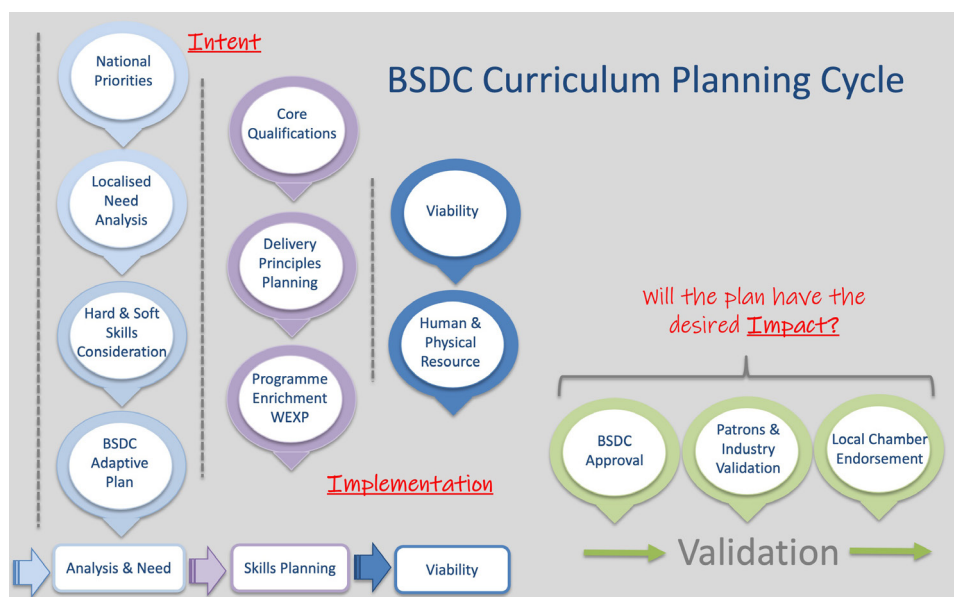 Intent
BSDC Curriculum Planning Cycle
National
Priorities
Localised
Need
Analysis
Hard & Soft
Skills
Consideration
BSDC
Adaptive
Plan
Core
Qualifications
Delivery
Principles
Planning
Programme
Enrichment
WEXP
Viability
Human &
Physical
Resource
Implementation
Will the plan have the
desired Impact?
BSDC
Approval
Patrons &
Industry
Validation
Local Chamber
Endorsement
Analysis & Need
Skills Planning
Viability
Validation